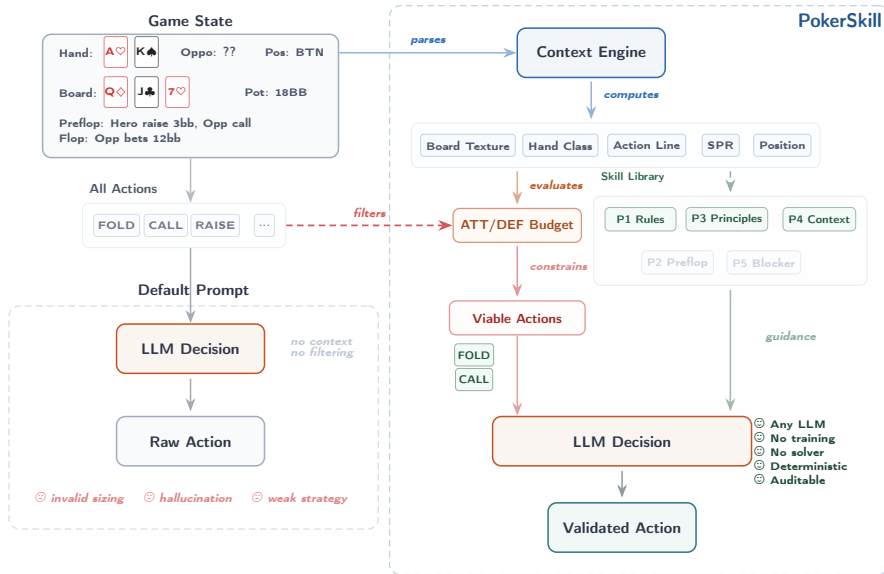 Game State
Hand: A♡ K♠ Oppo: ?? Pos: BTN
Board: Q♢ J♣ 7♡ Pot: 18BB
Preflop: Hero raise 3bb, Opp call
Flop: Opp bets 12bb
All Actions
FOLD CALL RAISE ...
filters
Default Prompt
LLM Decision
no context
no filtering
Raw Action
☹ invalid sizing ☹ hallucination ☹ weak strategy
PokerSkill
parses
Context Engine
computes
Board Texture Hand Class Action Line SPR Position
evaluates
Skill Library
ATT/DEF Budget
P1 Rules P3 Principles P4 Context
P2 Preflop P5 Blocker
constrains
Viable Actions
FOLD
CALL
guidance
LLM Decision
☺ Any LLM
☺ No training
☺ No solver
☺ Deterministic
☺ Auditable
Validated Action